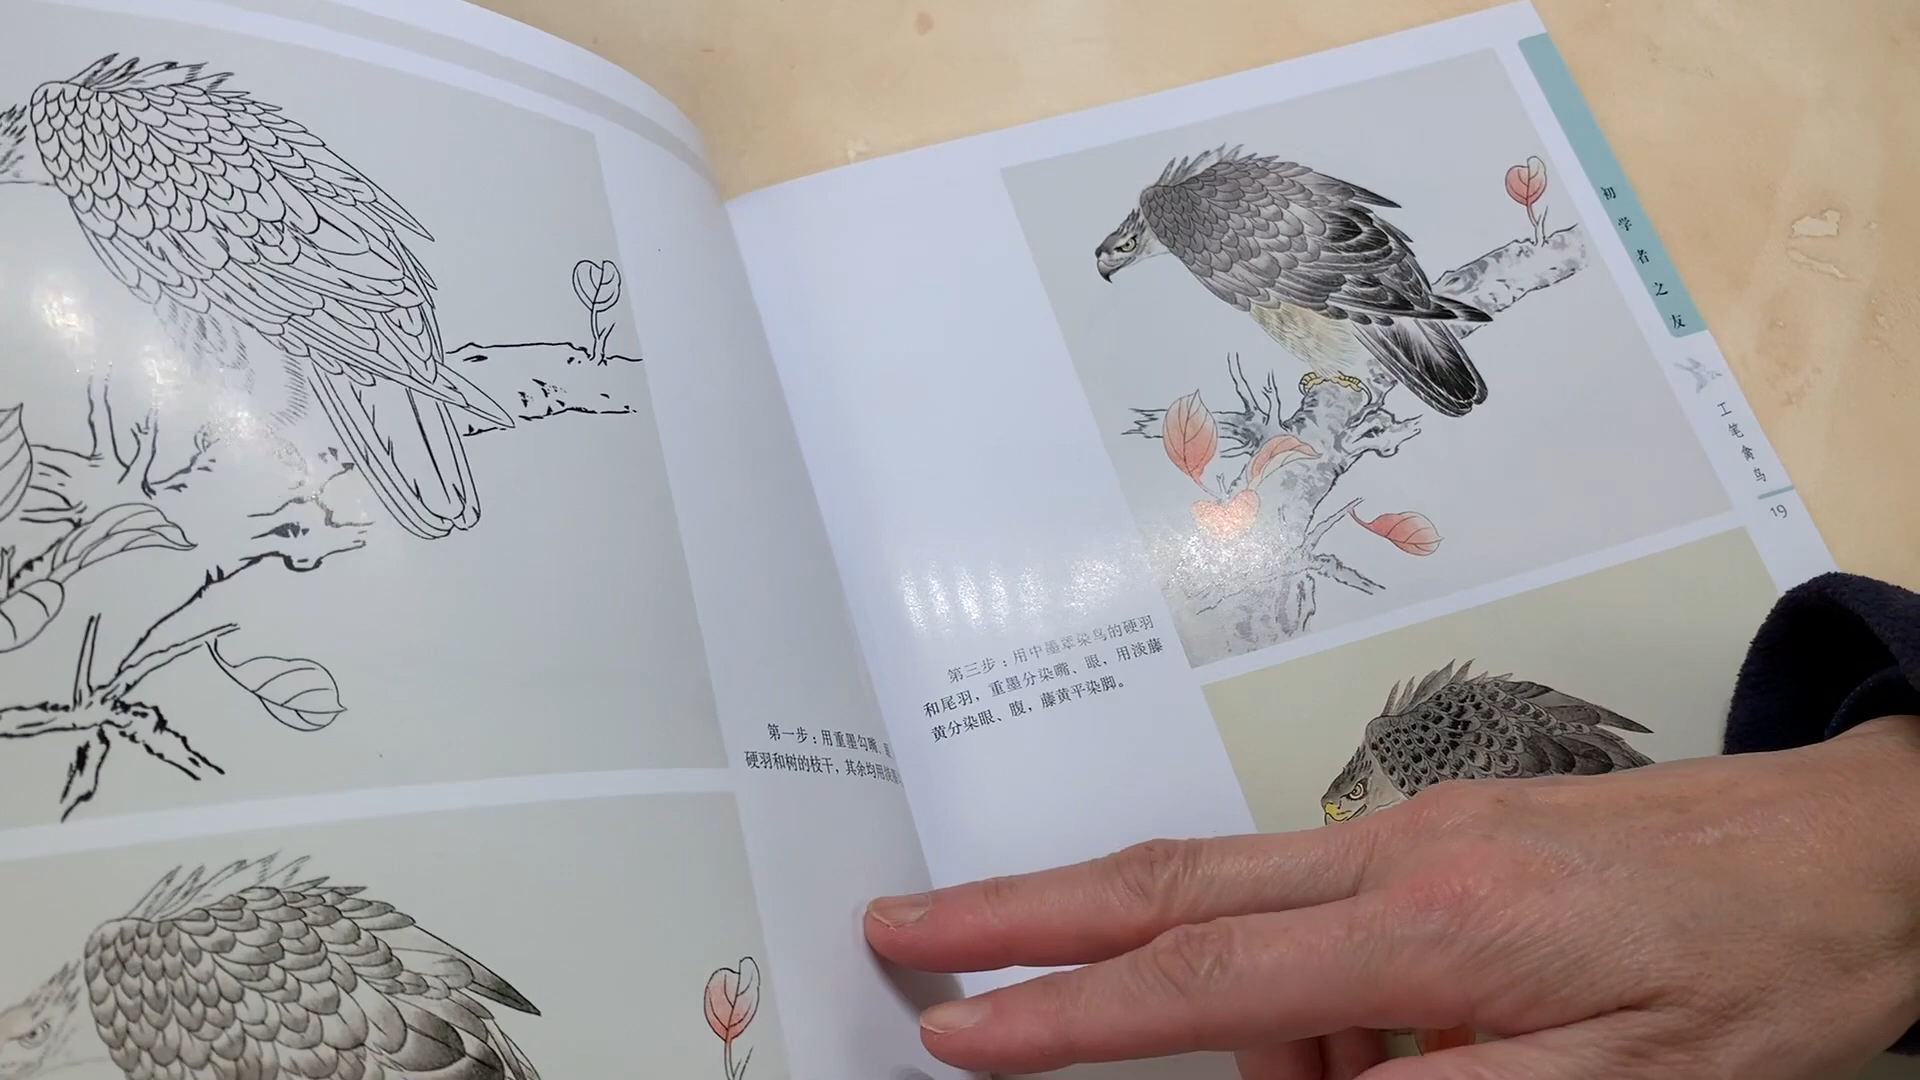 第一步：用重墨勾嘴、
硬羽和树的枝干，其余均用淡
第三步：用中墨罩染鸟的硬羽
和尾羽，重墨分染嘴、眼，用淡藤
黄分染眼、腹，藤黄平染脚。
初学者之友
工笔禽鸟
19